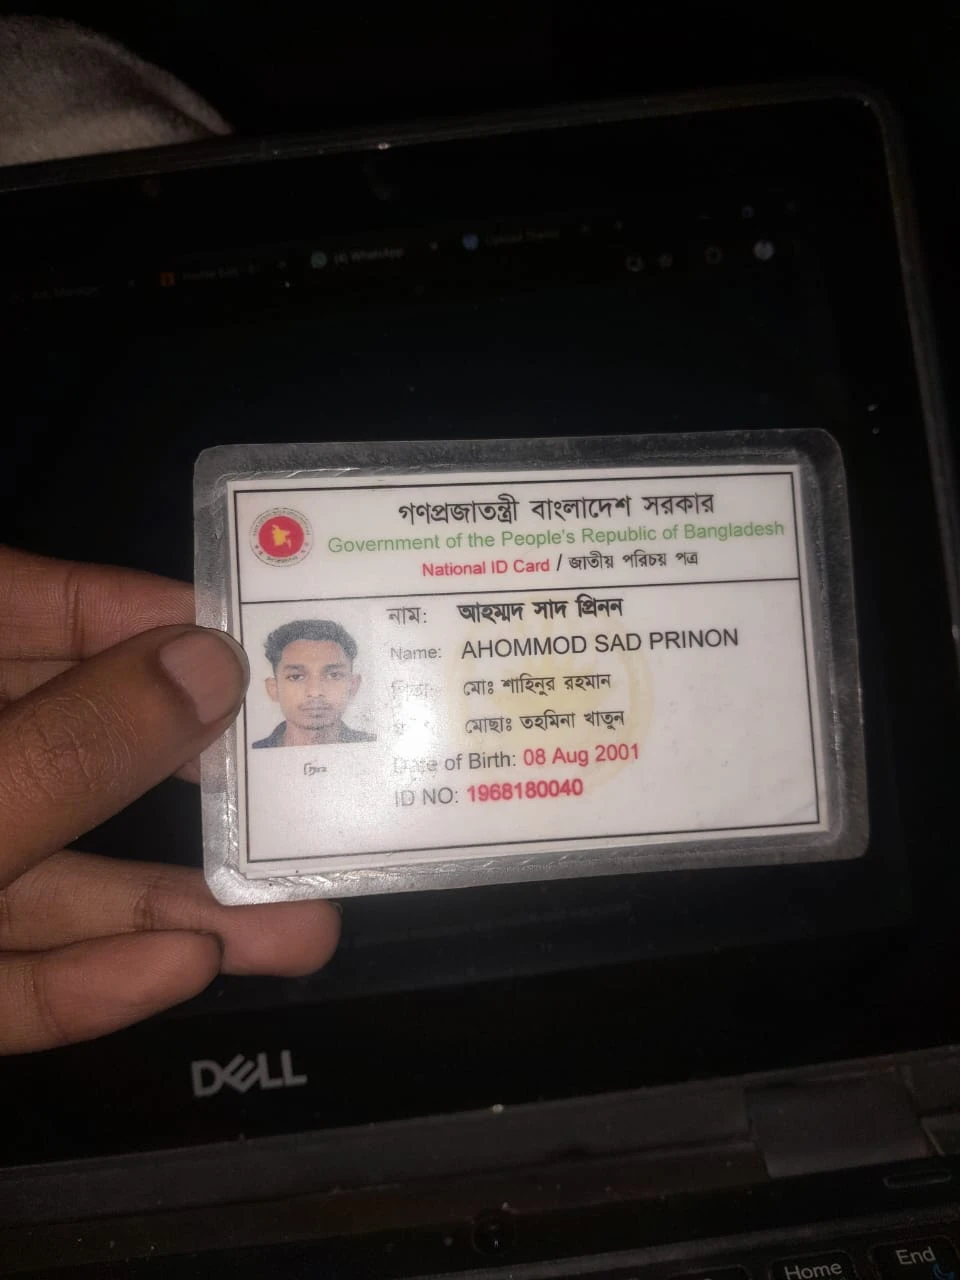 (4) WhatsApp
গণপ্রজাতন্ত্রী বাংলাদেশ সরকার
Government of the People's Republic of Bangladesh
National ID Card / জাতীয় পরিচয় পত্র
নাম: আহম্মদ সাদ প্রিনন
Name: AHOMMOD SAD PRINON
পিতা: মোঃ শাহিনুর রহমান
মোছাঃ তহমিনা খাতুন
Date of Birth: 08 Aug 2001
ID NO: 1968180040
DELL
Home End